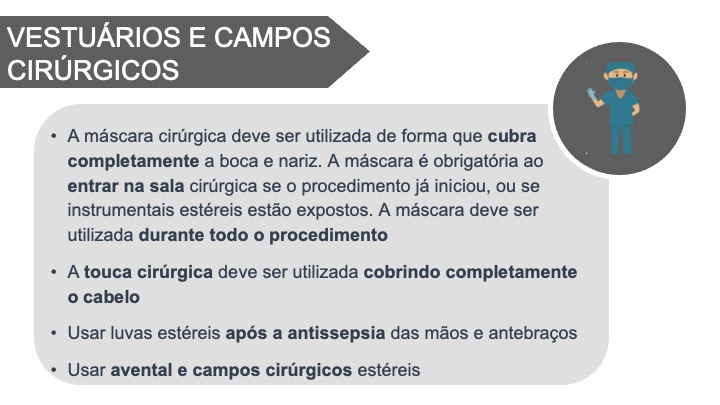 VESTUÁRIOS E CAMPOS
CIRÚRGICOS
• A máscara cirúrgica deve ser utilizada de forma que cubra
completamente a boca e nariz. A máscara é obrigatória ao
entrar na sala cirúrgica se o procedimento já iniciou, ou se
instrumentais estéreis estão expostos. A máscara deve ser
utilizada durante todo o procedimento
• A touca cirúrgica deve ser utilizada cobrindo completamente
o cabelo
• Usar luvas estéreis após a antissepsia das mãos e antebraços
• Usar avental e campos cirúrgicos estéreis